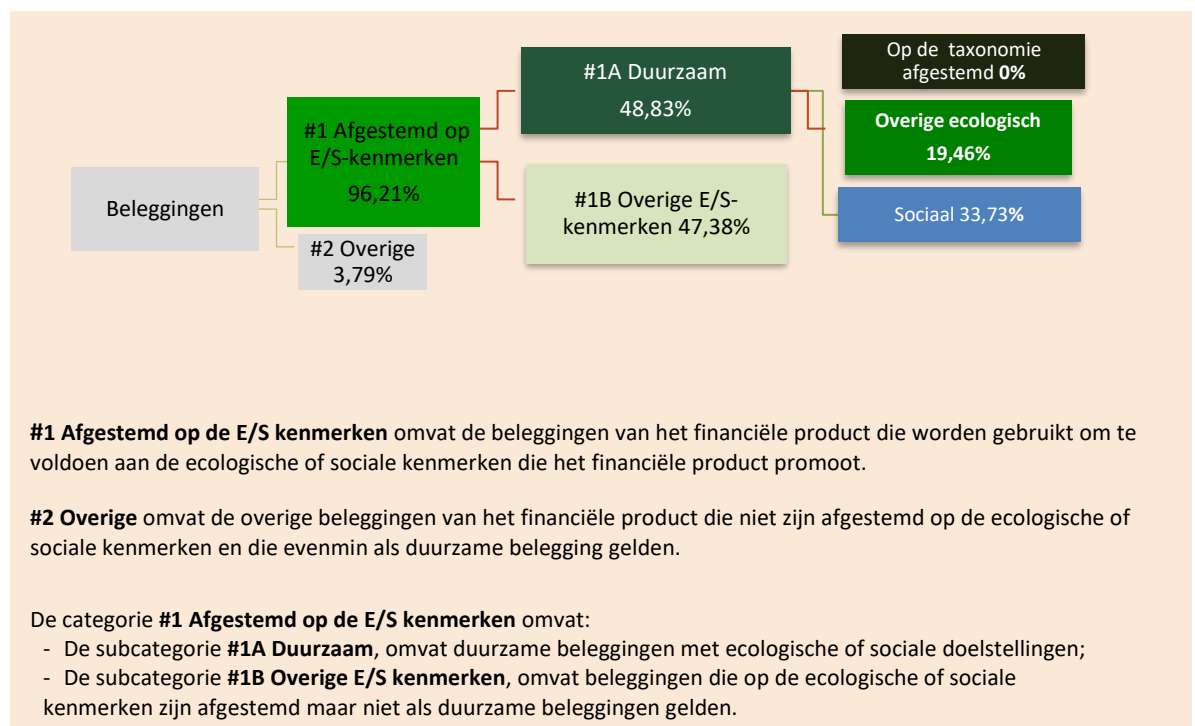 Beleggingen
#1 Afgestemd op
E/S-kenmerken
96,21%
#2 Overige
3,79%
#1A Duurzaam
48,83%
#1B Overige E/S-
kenmerken 47,38%
Op de taxonomie
afgestemd 0%
Overige ecologisch
19,46%
Sociaal 33,73%
#1 Afgestemd op de E/S kenmerken omvat de beleggingen van het financiële product die worden gebruikt om te
voldoen aan de ecologische of sociale kenmerken die het financiële product promoot.
#2 Overige omvat de overige beleggingen van het financiële product die niet zijn afgestemd op de ecologische of
sociale kenmerken en die evenmin als duurzame belegging gelden.
De categorie #1 Afgestemd op de E/S kenmerken omvat:
- De subcategorie #1A Duurzaam, omvat duurzame beleggingen met ecologische of sociale doelstellingen;
- De subcategorie #1B Overige E/S kenmerken, omvat beleggingen die op de ecologische of sociale
kenmerken zijn afgestemd maar niet als duurzame beleggingen gelden.